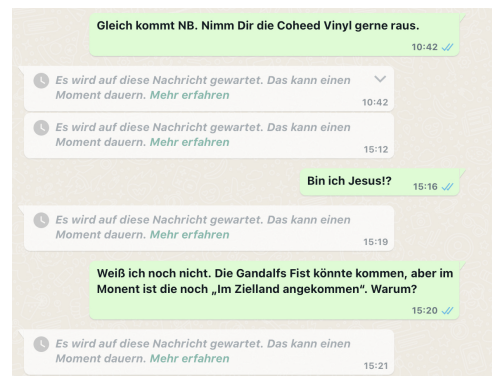 Gleich kommt NB. Nimm Dir die Coheed Vinyl gerne raus.
10:42
Es wird auf diese Nachricht gewartet. Das kann einen
Moment dauern. Mehr erfahren
10:42
Es wird auf diese Nachricht gewartet. Das kann einen
Moment dauern. Mehr erfahren
15:12
Bin ich Jesus!?
15:16
Es wird auf diese Nachricht gewartet. Das kann einen
Moment dauern. Mehr erfahren
15:19
Weiß ich noch nicht. Die Gandalfs Fist könnte kommen, aber im
Monent ist die noch „Im Zielland angekommen“. Warum?
15:20
Es wird auf diese Nachricht gewartet. Das kann einen
Moment dauern. Mehr erfahren
15:21